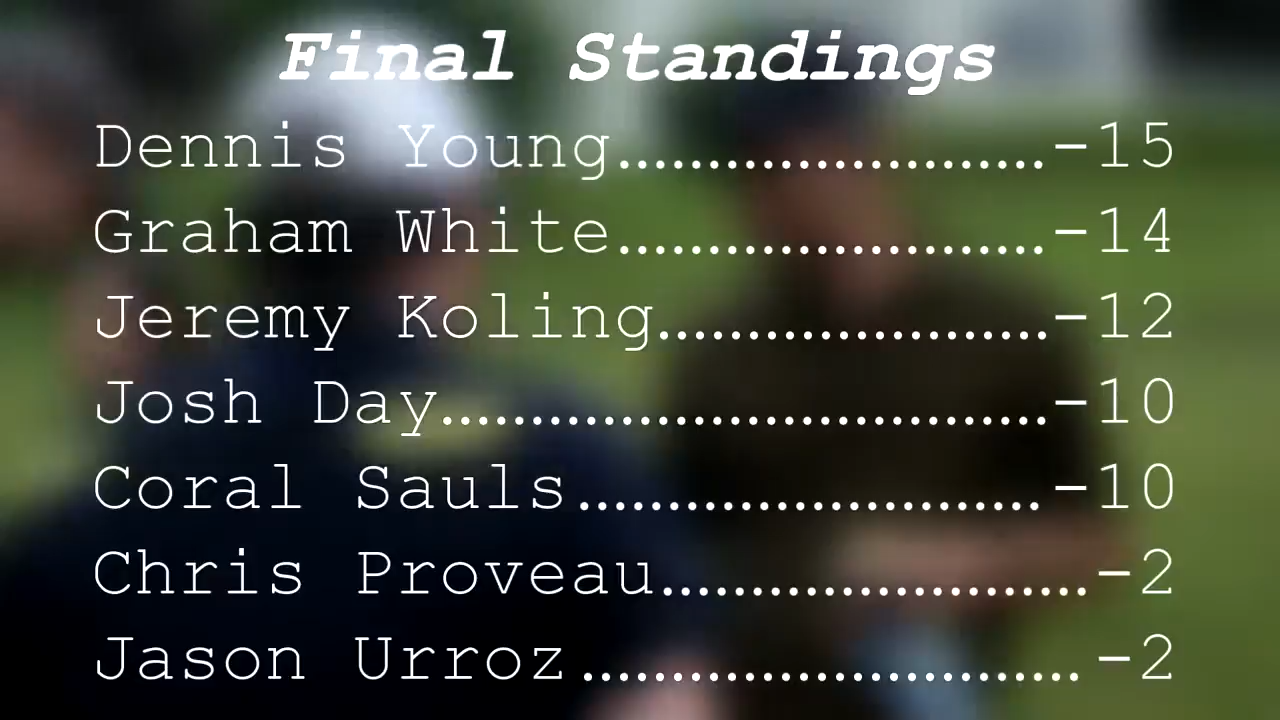 Final Standings
Dennis Young........................-15
Graham White........................-14
Jeremy Koling......................-12
Josh Day..................................-10
Coral Sauls..........................-10
Chris Proveau........................-2
Jason Urroz............................-2